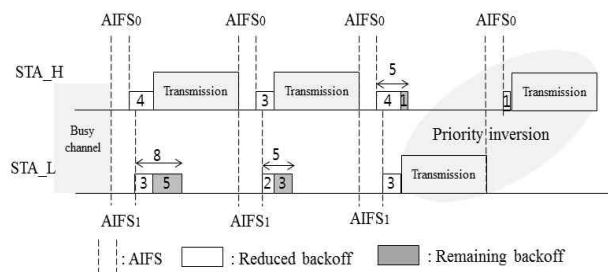 AIFS0 AIFS0 AIFS0 AIFS0
5
STA_H 4 Transmission 3 Transmission 4 1 1 Transmission
Busy channel
Priority inversion
8 5
STA_L 3 5 2 3 3 Transmission
AIFS1 AIFS1 AIFS1
: AIFS : Reduced backoff : Remaining backoff